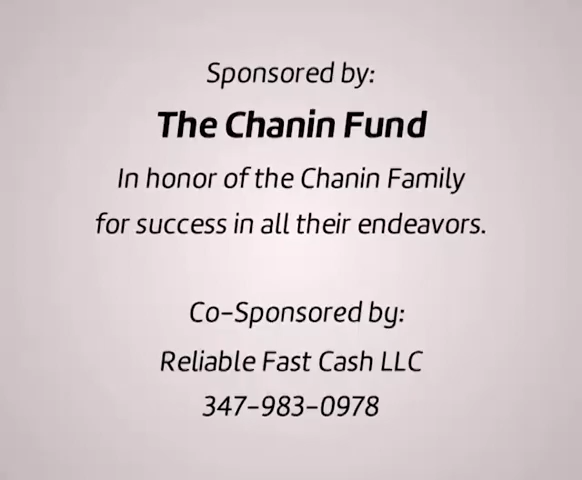 Sponsored by:
The Chanin Fund
In honor of the Chanin Family
for success in all their endeavors.
Co-Sponsored by:
Reliable Fast Cash LLC
347-983-0978